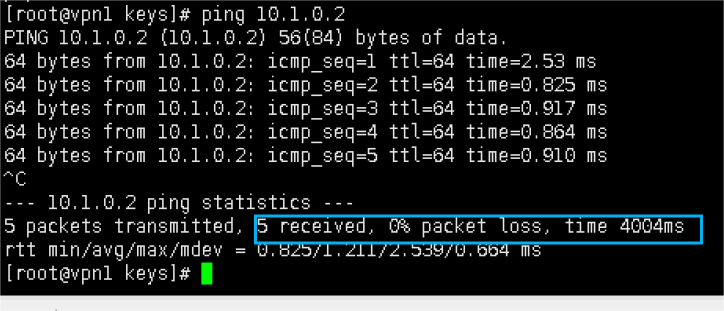 [root@vpn1 keys]# ping 10.1.0.2
PING 10.1.0.2 (10.1.0.2) 56(84) bytes of data.
64 bytes from 10.1.0.2: icmp_seq=1 ttl=64 time=2.53 ms
64 bytes from 10.1.0.2: icmp_seq=2 ttl=64 time=0.825 ms
64 bytes from 10.1.0.2: icmp_seq=3 ttl=64 time=0.917 ms
64 bytes from 10.1.0.2: icmp_seq=4 ttl=64 time=0.864 ms
64 bytes from 10.1.0.2: icmp_seq=5 ttl=64 time=0.910 ms
^C
--- 10.1.0.2 ping statistics ---
5 packets transmitted, 5 received, 0% packet loss, time 4004ms
rtt min/avg/max/mdev = 0.825/1.211/2.539/0.664 ms
[root@vpn1 keys]#